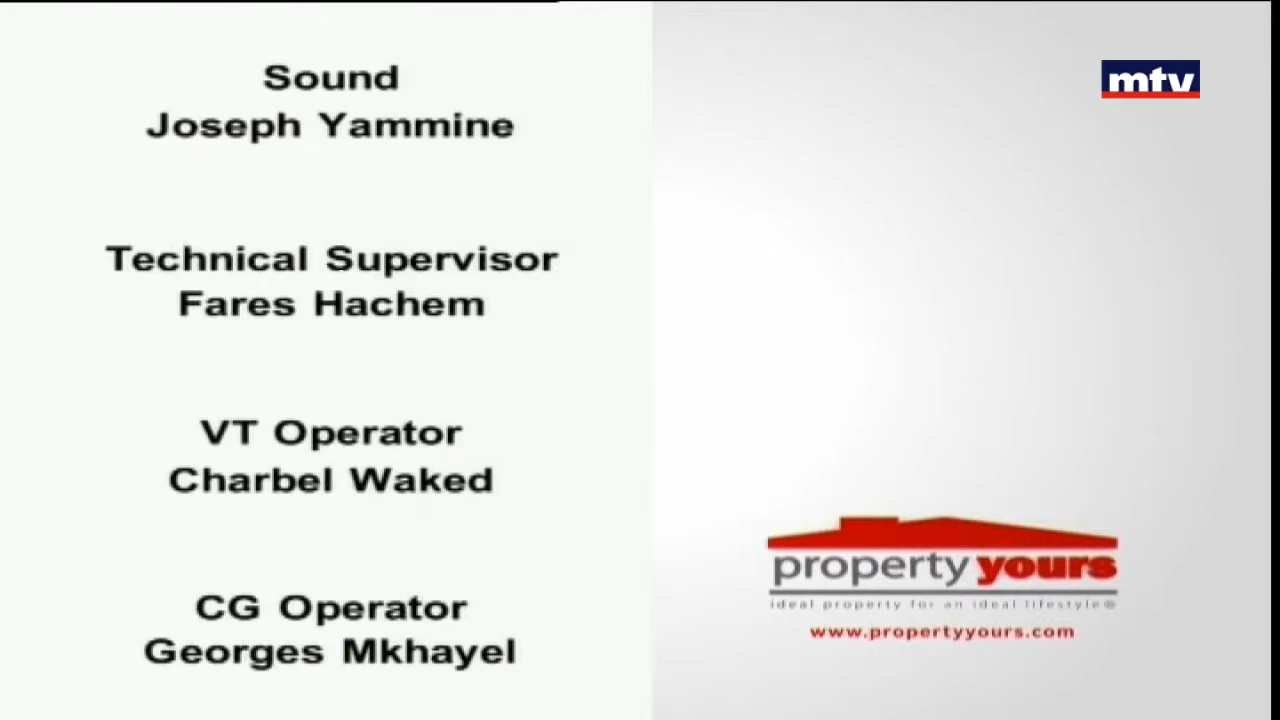 Sound
Joseph Yammine
Technical Supervisor
Fares Hachem
VT Operator
Charbel Waked
CG Operator
Georges Mkhayel
mtv
property yours
ideal property for an ideal lifestyle®
www.propertyyours.com